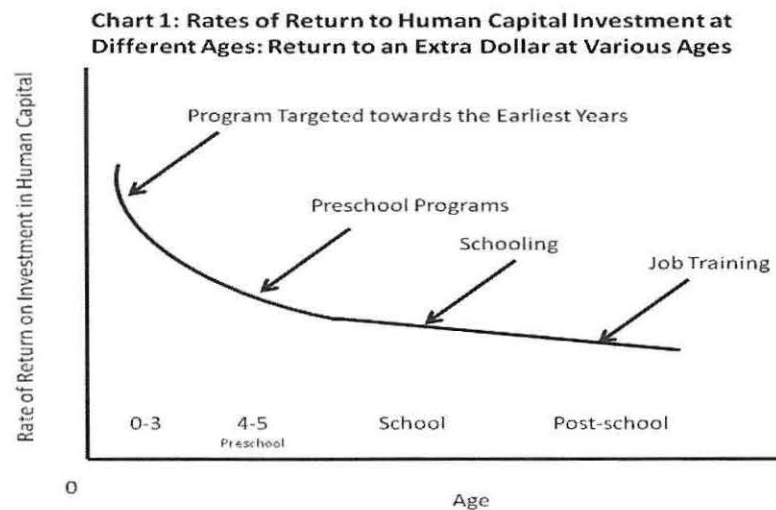 Chart 1: Rates of Return to Human Capital Investment at
Different Ages: Return to an Extra Dollar at Various Ages
Rate of Return on Investment in Human Capital
Program Targeted towards the Earliest Years
Preschool Programs
Schooling
Job Training
0-3
4-5
Preschool
School
Post-school
0
Age